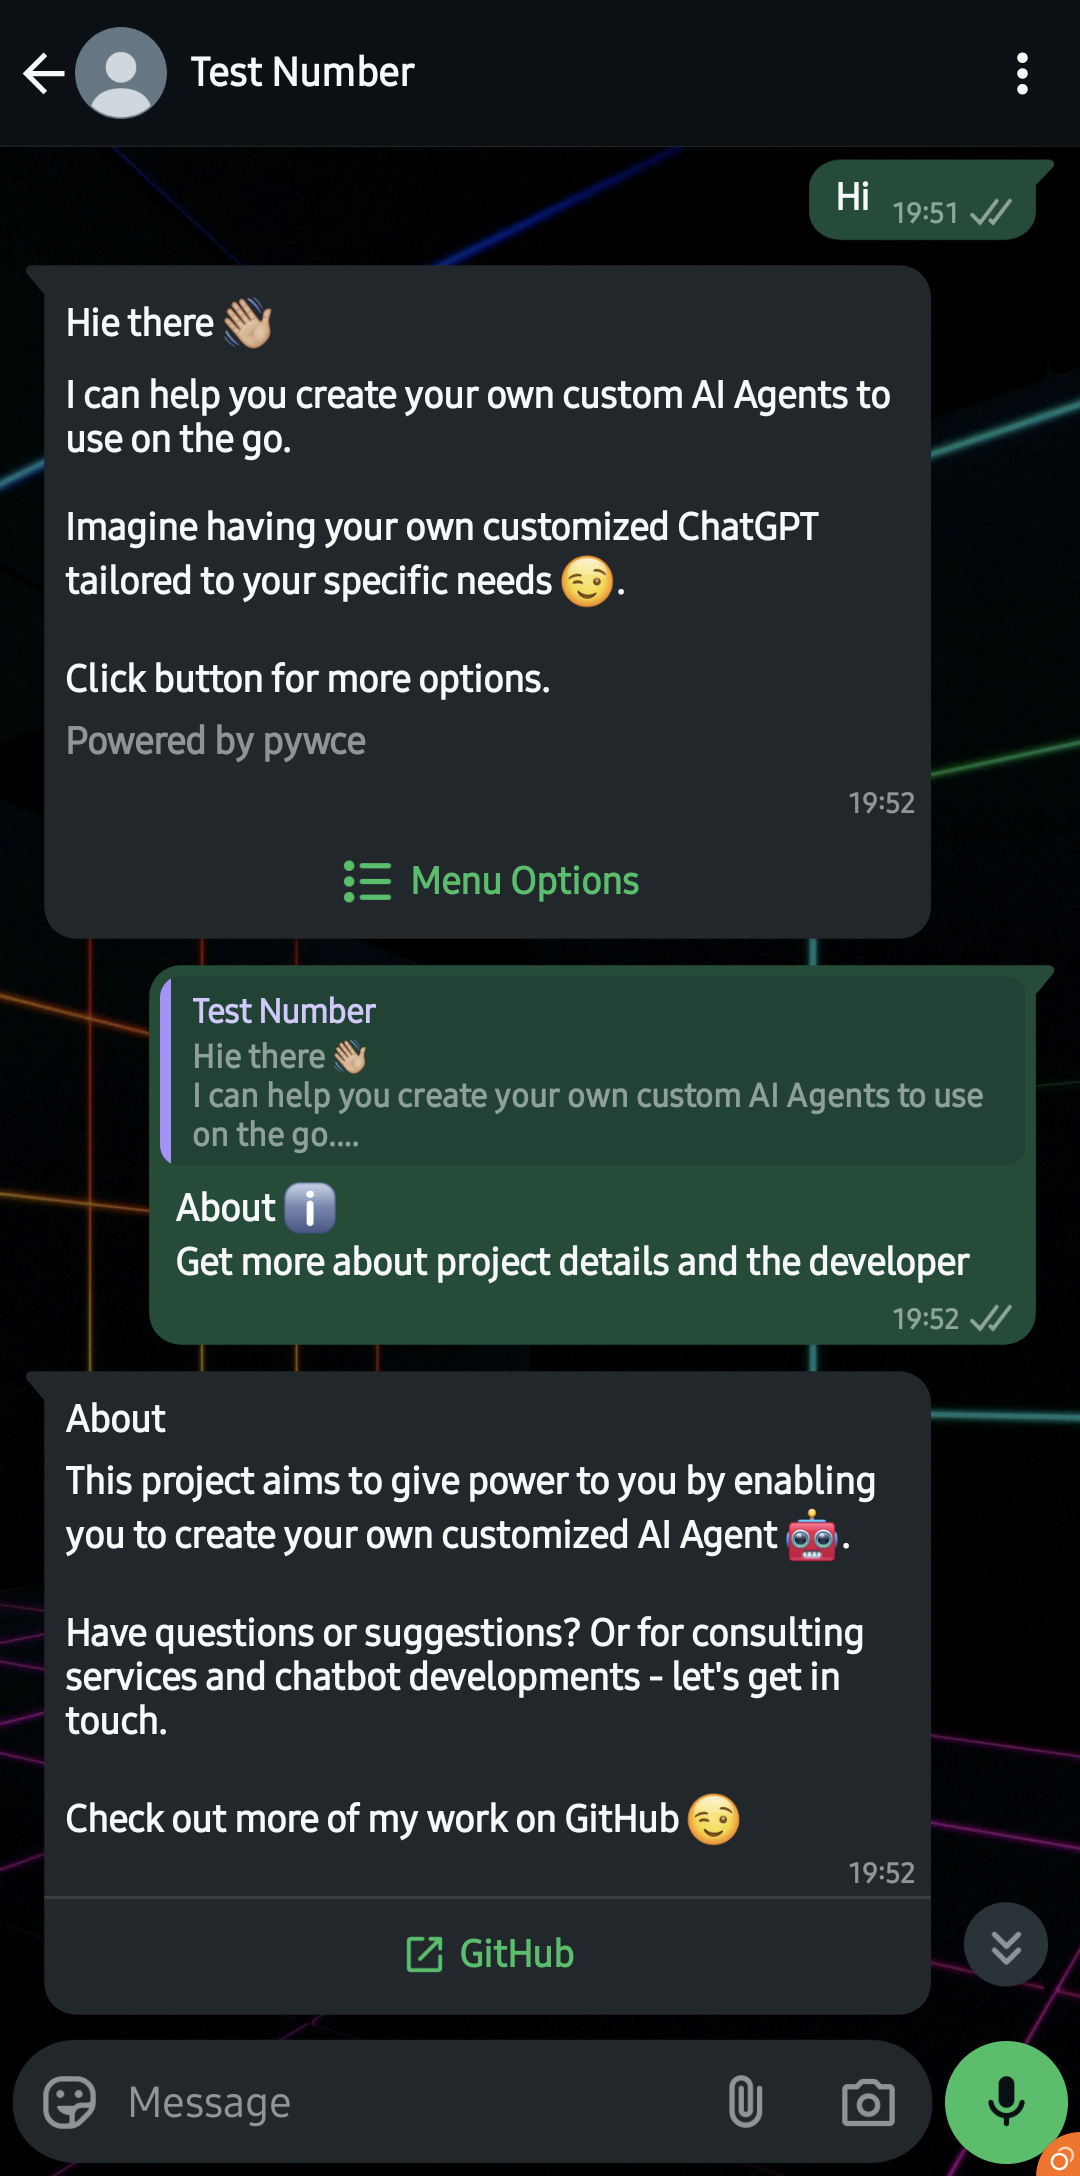 Test Number
Hi
19:51
Hie there 👋🏼
I can help you create your own custom AI Agents to
use on the go.
Imagine having your own customized ChatGPT
tailored to your specific needs 😉.
Click button for more options.
Powered by pywce
19:52
Menu Options
Test Number
Hie there 👋🏼
I can help you create your own custom AI Agents to use
on the go....
About ℹ️
Get more about project details and the developer
19:52
About
This project aims to give power to you by enabling
you to create your own customized AI Agent 🤖.
Have questions or suggestions? Or for consulting
services and chatbot developments - let's get in
touch.
Check out more of my work on GitHub 😉
19:52
GitHub
Message